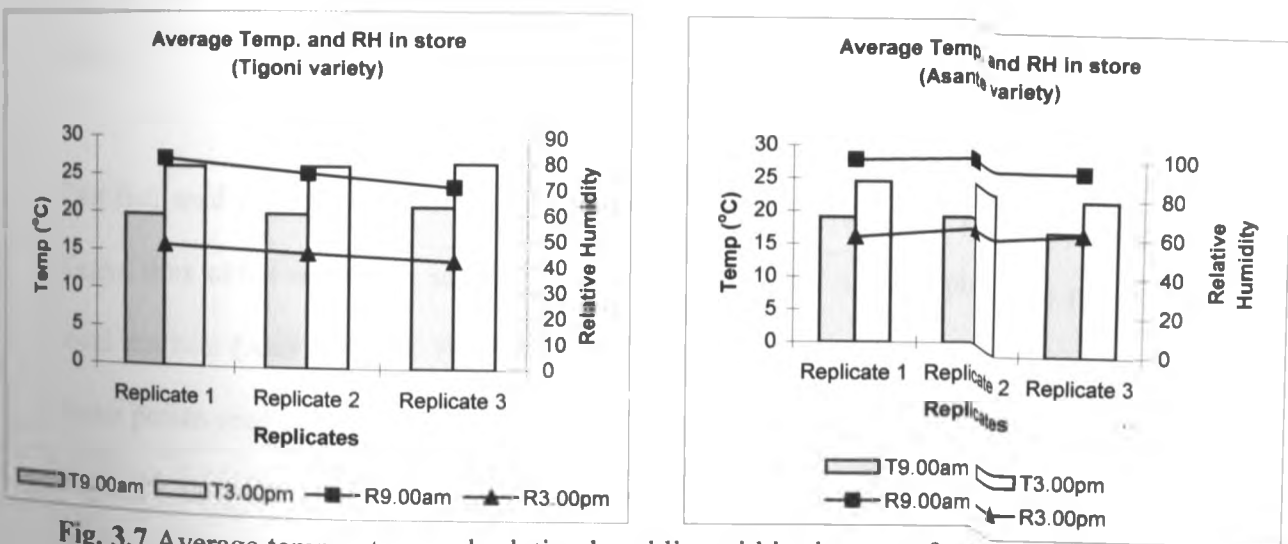 Average Temp. and RH in store
(Tigoni variety)
30
25
20
15
10
5
0
Temp (°C)
90
80
70
60
50
40
30
20
10
0
Relative Humidity
Replicate 1 Replicate 2 Replicate 3
Replicates
T9.00am T3.00pm R9.00am R3.00pm
Average Temp. and RH in store
(Asante variety)
30
25
20
15
10
5
0
Temp (°C)
100
80
60
40
20
0
Relative
Humidity
Replicate 1 Replicate 2 Replicate 3
Replicates
T9.00am T3.00pm
R9.00am R3.00pm
Fig. 3.7 Average temperature and relative humidity within the